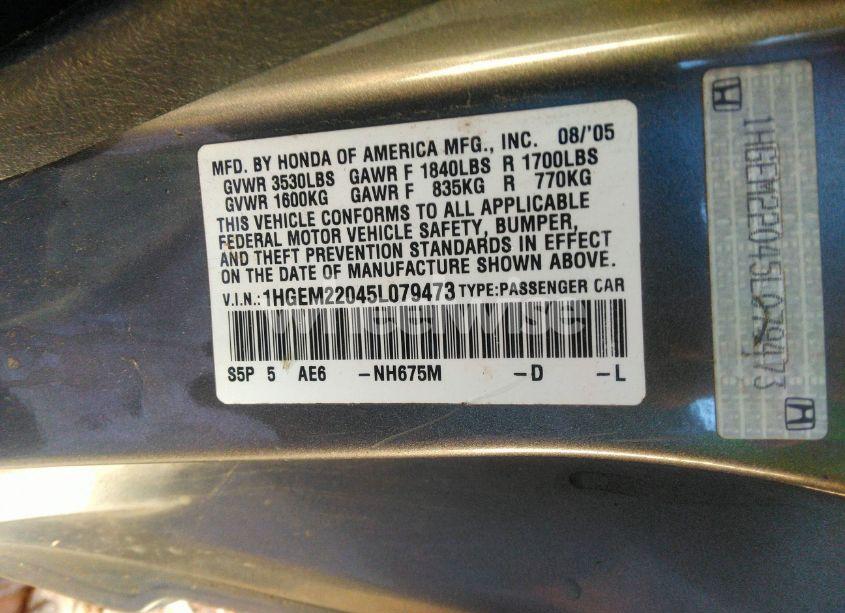 MFD. BY HONDA OF AMERICA MFG., INC. 08/'05
GVWR 3530LBS GAWR F 1840LBS R 1700LBS
GVWR 1600KG GAWR F 835KG R 770KG
THIS VEHICLE CONFORMS TO ALL APPLICABLE
FEDERAL MOTOR VEHICLE SAFETY, BUMPER,
AND THEFT PREVENTION STANDARDS IN EFFECT
ON THE DATE OF MANUFACTURE SHOWN ABOVE.
V.I.N.:1HGEM22045L079473 TYPE:PASSENGER CAR
wheelwise
S5P 5 AE6 -NH675M -D -L
1HGEM22045L079473